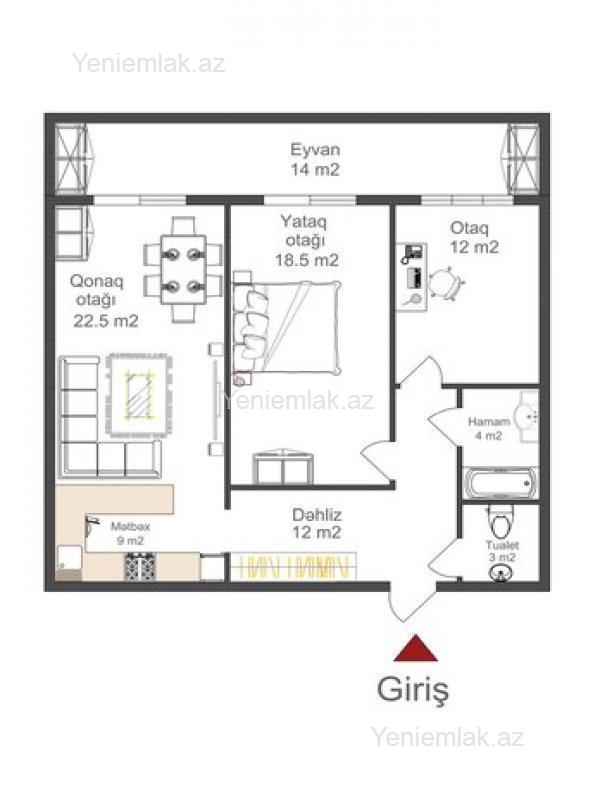 Yeniemlak.az
Eyvan
14 m2
Yataq
otağı
18.5 m2
Otaq
12 m2
Qonaq
otağı
22.5 m2
Yeniemlak.az
Hamam
4 m2
Dəhliz
12 m2
Mətbəx
9 m2
Tualet
3 m2
Giriş
Yeniemlak.az